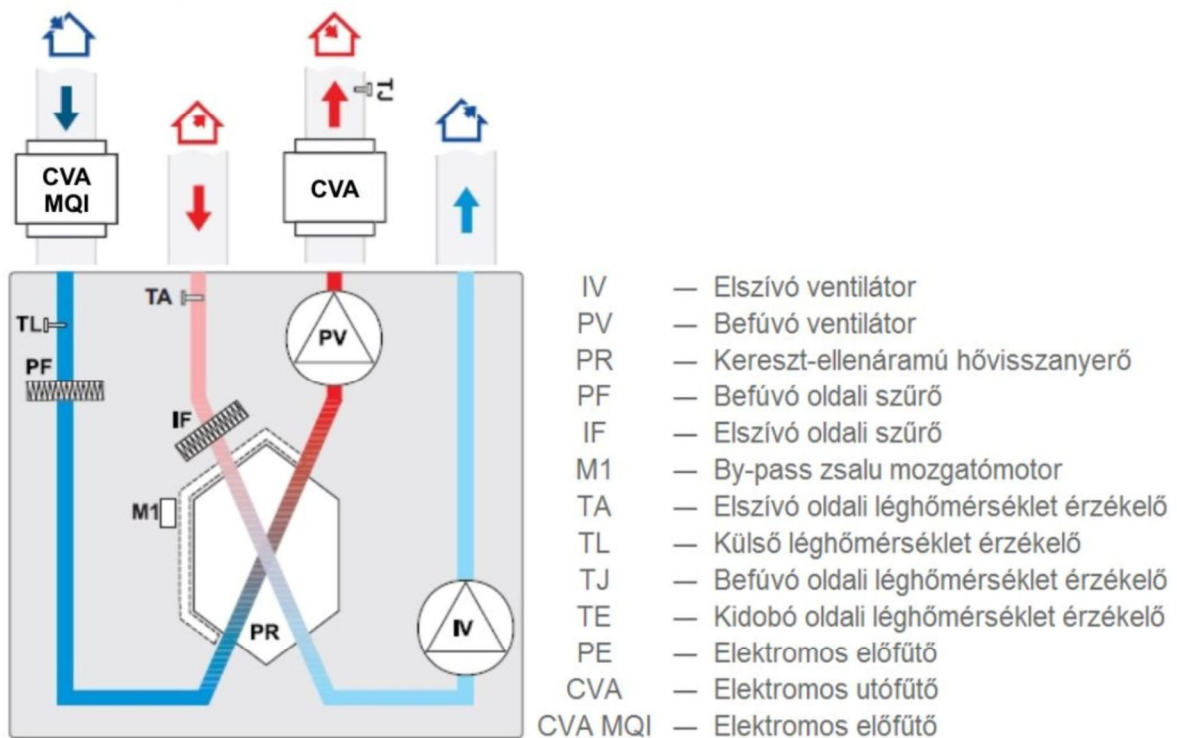 TJ
CVA
MQI
CVA
TA
TL
PV
PF
IF
M1
PR
IV
IV — Elszívó ventilátor
PV — Befúvó ventilátor
PR — Kereszt-ellenáramú hővisszanyerő
PF — Befúvó oldali szűrő
IF — Elszívó oldali szűrő
M1 — By-pass zsalu mozgatómotor
TA — Elszívó oldali léghőmérséklet érzékelő
TL — Külső léghőmérséklet érzékelő
TJ — Befúvó oldali léghőmérséklet érzékelő
TE — Kidobó oldali léghőmérséklet érzékelő
PE — Elektromos előfűtő
CVA — Elektromos utófűtő
CVA MQI — Elektromos előfűtő